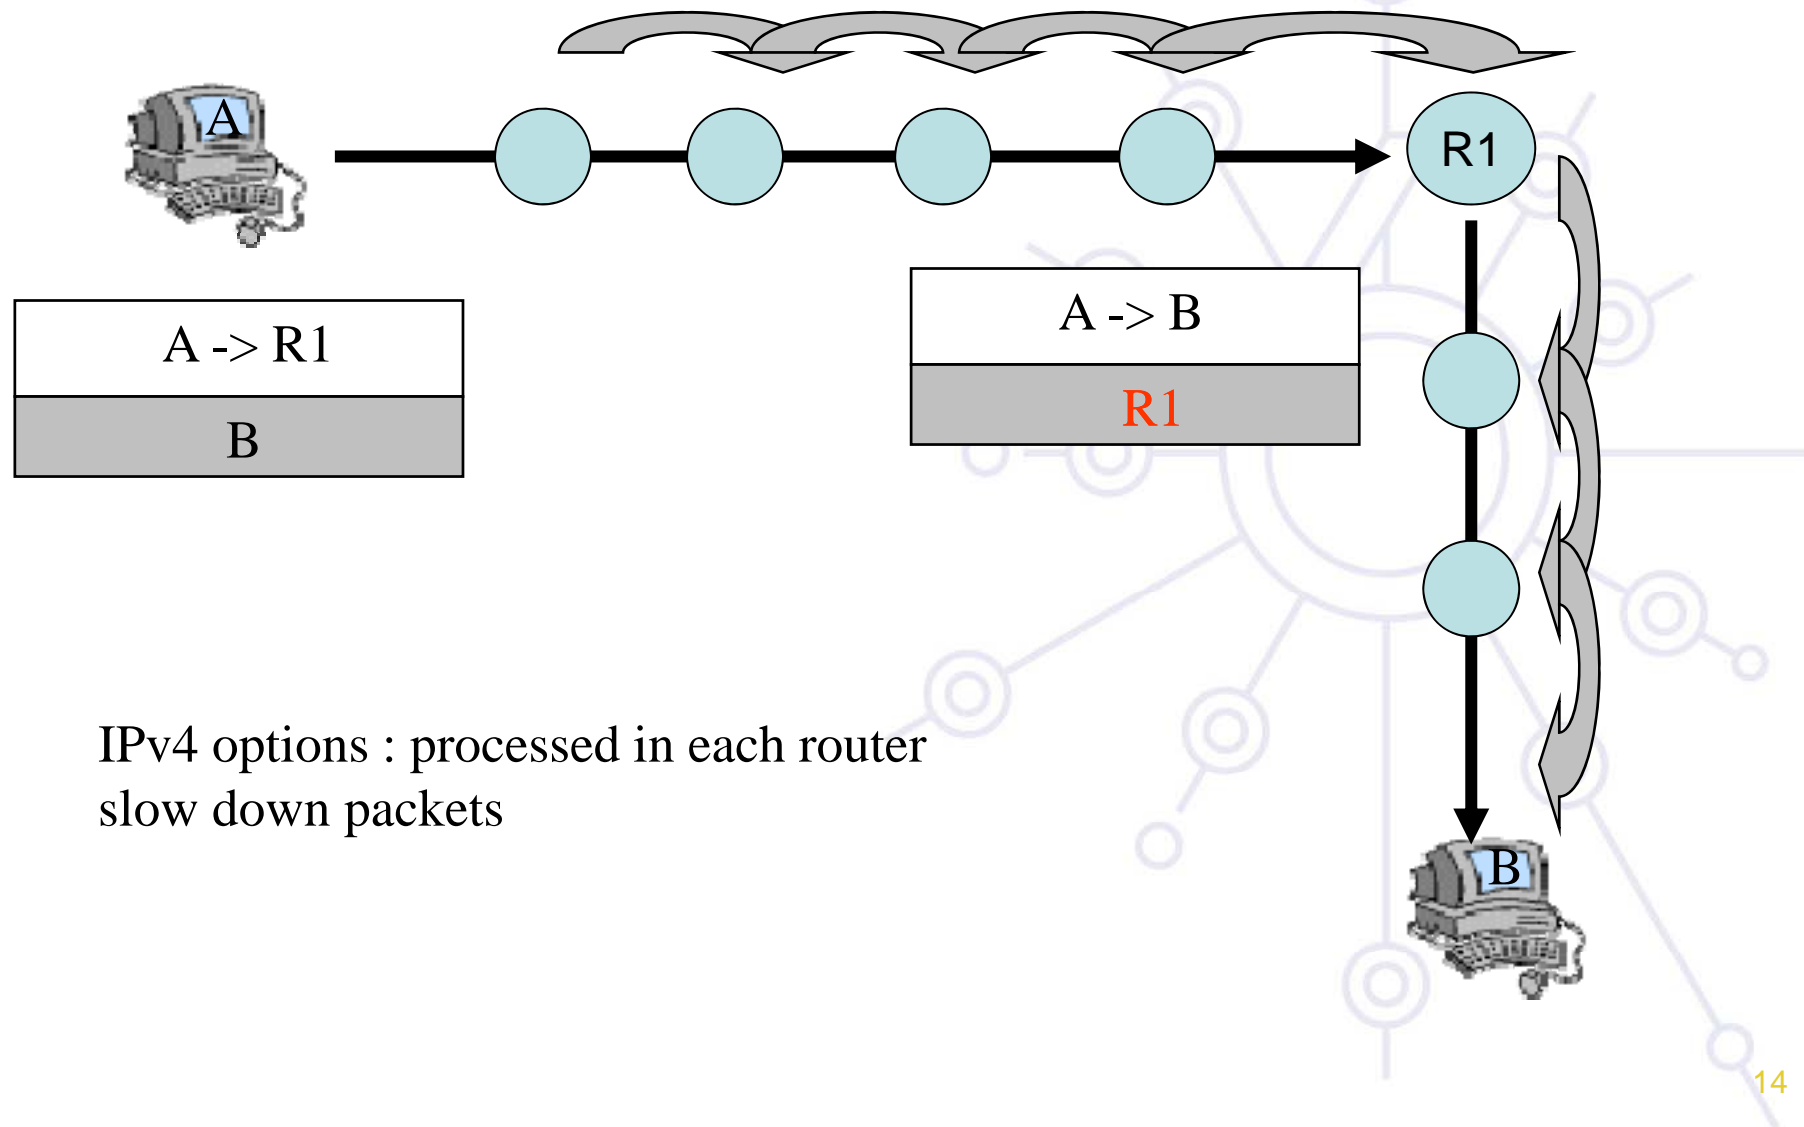 A
R1
A -> R1
B
A -> B
R1
IPv4 options : processed in each router
slow down packets
B
14